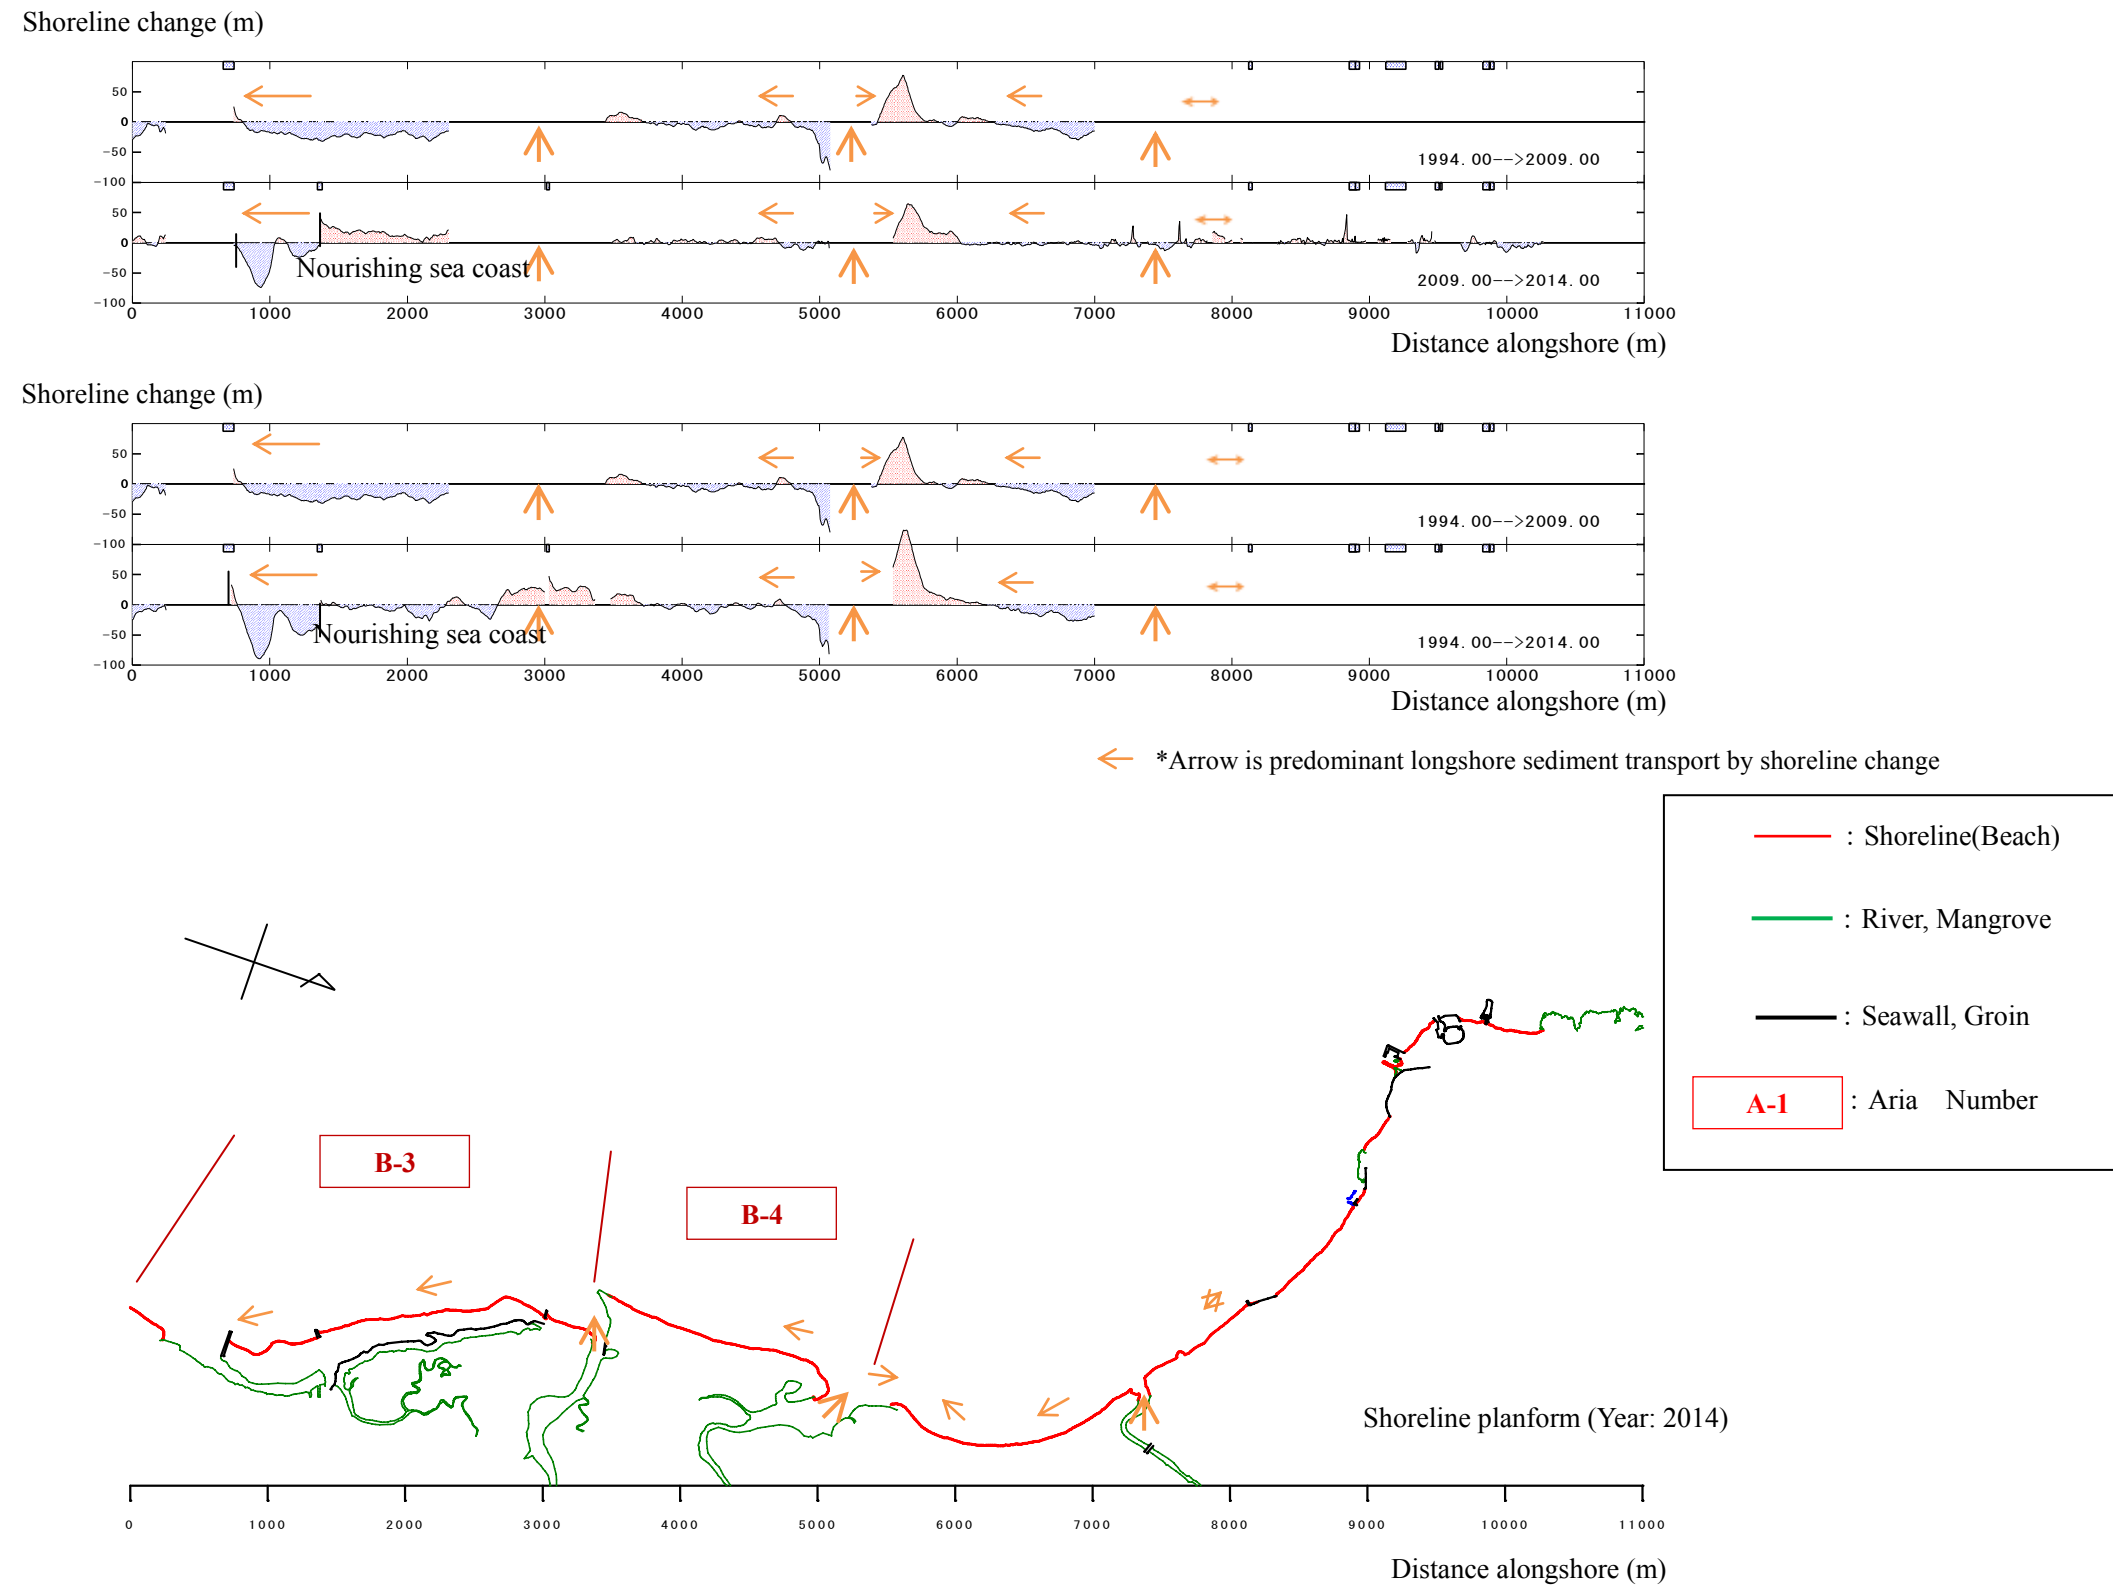 Shoreline change (m)
50
0
-50
1994.00-->2009.00
-100
50
0
-50
Nourishing sea coast
2009.00-->2014.00
-100
0 1000 2000 3000 4000 5000 6000 7000 8000 9000 10000 11000
Distance alongshore (m)
Shoreline change (m)
50
0
-50
1994.00-->2009.00
-100
50
0
-50
Nourishing sea coast
1994.00-->2014.00
-100
0 1000 2000 3000 4000 5000 6000 7000 8000 9000 10000 11000
Distance alongshore (m)
*Arrow is predominant longshore sediment transport by shoreline change
: Shoreline(Beach)
: River, Mangrove
: Seawall, Groin
A-1 : Aria Number
B-3
B-4
Shoreline planform (Year: 2014)
0 1000 2000 3000 4000 5000 6000 7000 8000 9000 10000 11000
Distance alongshore (m)